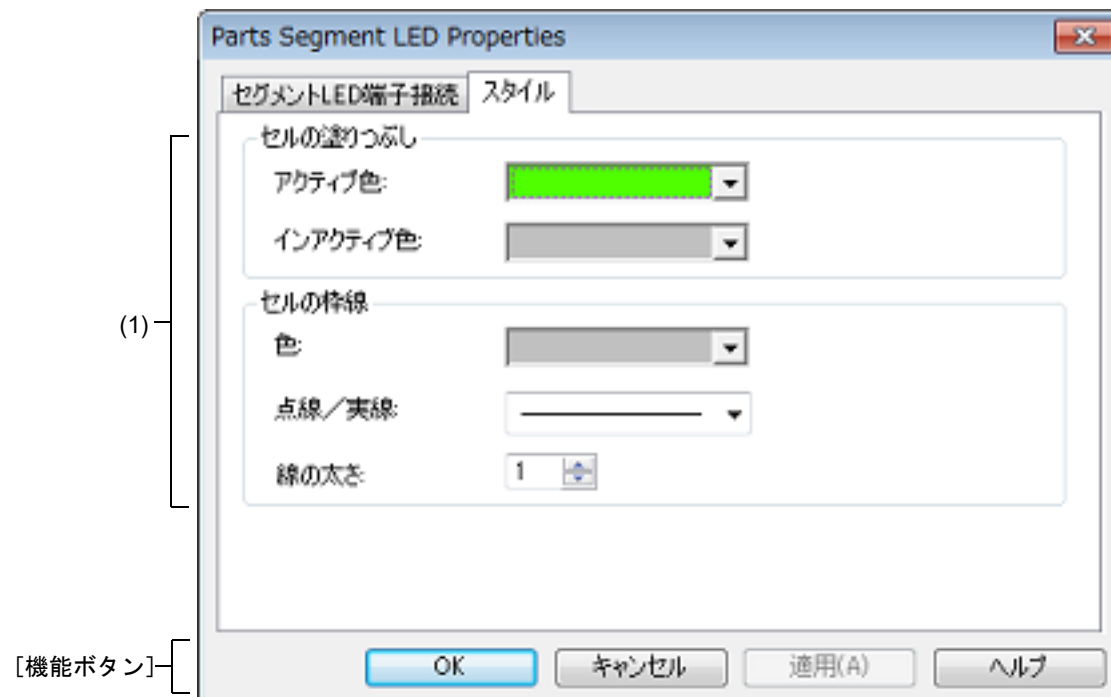 Parts Segment LED Properties
セグメントLED端子接続 スタイル
セルの塗りつぶし
アクティブ色:
インアクティブ色:
セルの枠線
(1)
色:
点線／実線:
線の太さ: 1
[機能ボタン]
OK キャンセル 適用(A) ヘルプ